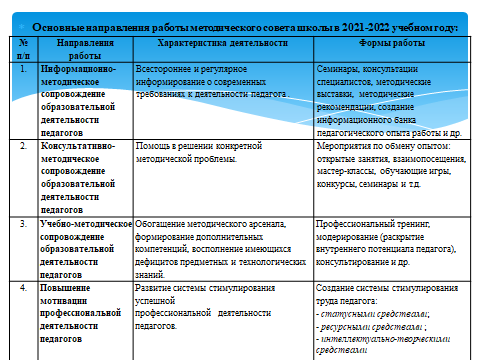 Основные направления работы методического совета школы в 2021-2022 учебном году:
№ п/п
Направления работы
Характеристика деятельности
Формы работы
1.
Информационно-
методическое
сопровождение
образовательной
деятельности
педагогов
Всестороннее и регулярное
информирование о современных
требованиях к деятельности педагога .
Семинары, консультации
специалистов, методические
выставки, методические
рекомендации, создание
информационного банка
педагогического опыта работы и др.
2.
Консультативно-
методическое
сопровождение
образовательной
деятельности
педагогов
Помощь в решении конкретной
методической проблемы.
Мероприятия по обмену опытом:
открытые занятия, взаимопосещения,
мастер-классы, обучающие игры,
конкурсы, семинары и т.д.
3.
Учебно-методическое
сопровождение
образовательной
деятельности
педагогов
Обогащение методического арсенала,
формирование дополнительных
компетенций, восполнение имеющихся
дефицитов предметных и технологических
знаний.
Профессиональный тренинг,
модерирование (раскрытие
внутреннего потенциала педагога),
консультирование и др.
4.
Повышение
мотивации
профессиональной
деятельности
педагогов
Развитие системы стимулирования
успешной
профессиональной деятельности
педагогов.
Создание системы стимулирования
труда педагога:
- статусными средствами;
- ресурсными средствами ;
- интеллектуально-творческими
средствами